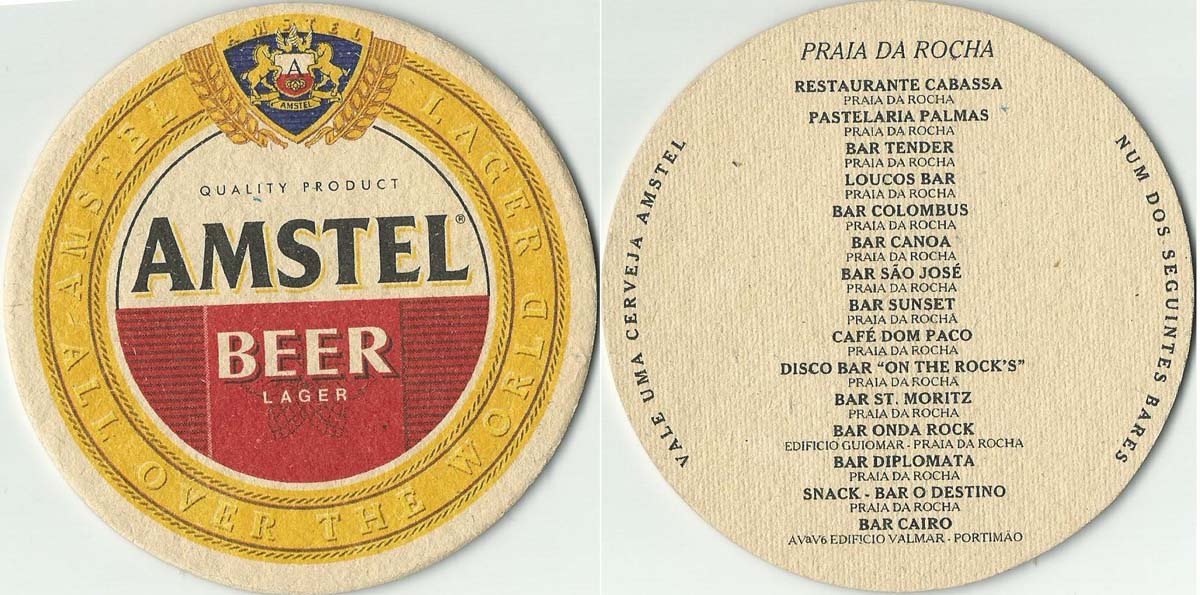 AMSTEL
A
AMSTEL
AMSTEL LAGER
ALL OVER THE WORLD
QUALITY PRODUCT
AMSTEL®
BEER
LAGER
PRAIA DA ROCHA
RESTAURANTE CABASSA
PRAIA DA ROCHA
PASTELARIA PALMAS
PRAIA DA ROCHA
BAR TENDER
PRAIA DA ROCHA
LOUCOS BAR
PRAIA DA ROCHA
BAR COLOMBUS
PRAIA DA ROCHA
BAR CANOA
PRAIA DA ROCHA
BAR SÃO JOSÉ
PRAIA DA ROCHA
BAR SUNSET
PRAIA DA ROCHA
CAFÉ DOM PACO
PRAIA DA ROCHA
DISCO BAR “ON THE ROCK’S”
PRAIA DA ROCHA
BAR ST. MORITZ
PRAIA DA ROCHA
BAR ONDA ROCK
EDIFICIO GUIOMAR - PRAIA DA ROCHA
BAR DIPLOMATA
PRAIA DA ROCHA
SNACK - BAR O DESTINO
PRAIA DA ROCHA
BAR CAIRO
AVªV6 EDIFICIO VALMAR - PORTIMÃO
VALE UMA CERVEJA AMSTEL
NUM DOS SEGUINTES BARES